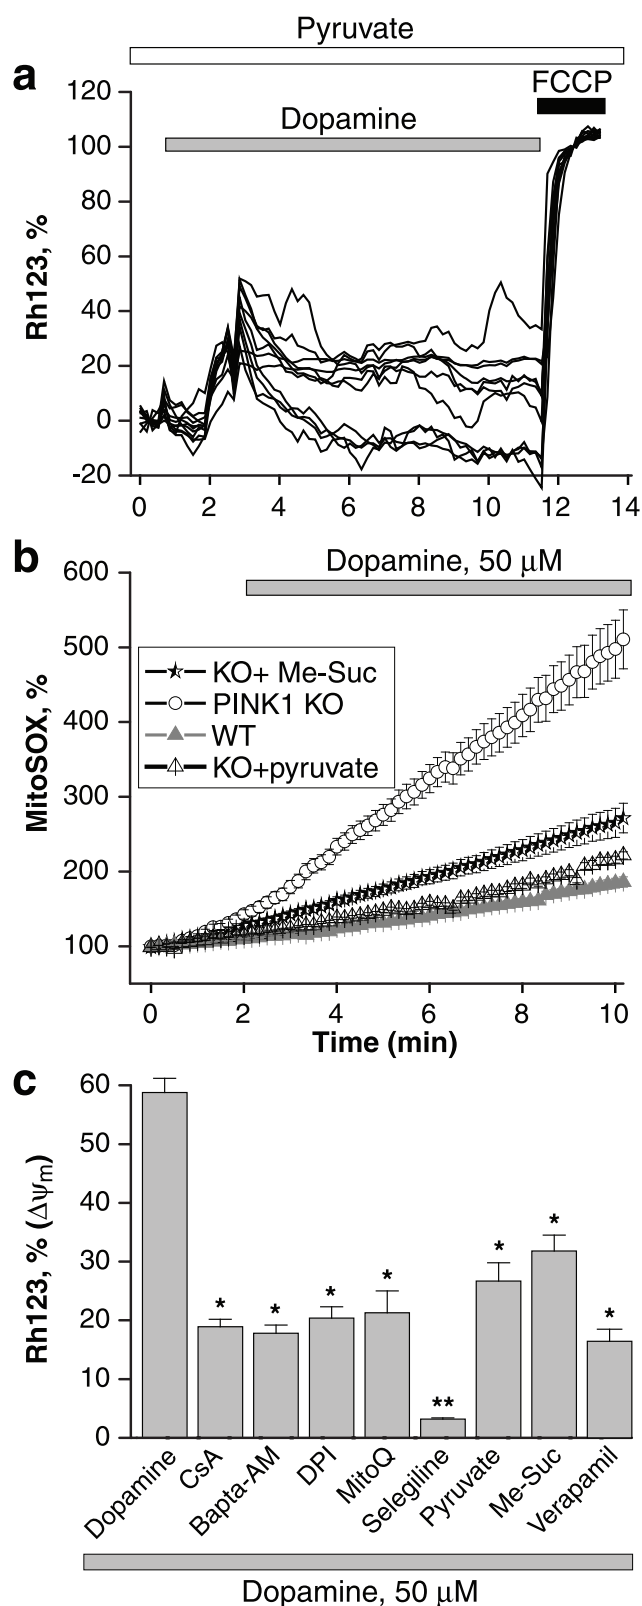 Pyruvate
a
FCCP
Dopamine
120
100
80
60
40
20
0
-20
Rh123, %
0 2 4 6 8 10 12 14
b
Dopamine, 50 μM
600
500
400
300
200
100
MitoSOX, %
KO+ Me-Suc
PINK1 KO
WT
KO+pyruvate
0 2 4 6 8 10
Time (min)
c
60
50
40
30
20
10
0
Rh123, % (Δψm)
* * * * ** * * *
Dopamine CsA Bapta-AM DPI MitoQ Selegiline Pyruvate Me-Suc Verapamil
Dopamine, 50 μM